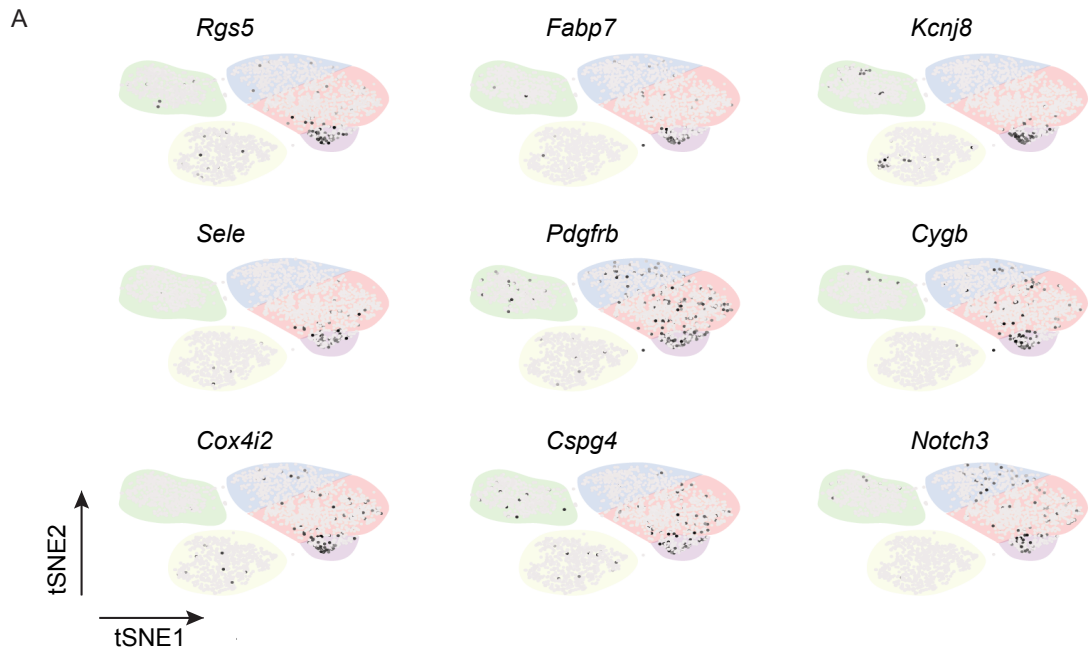 A
Rgs5
Fabp7
Kcnj8
Sele
Pdgfrb
Cygb
Cox4i2
Cspg4
Notch3
tSNE2
tSNE1